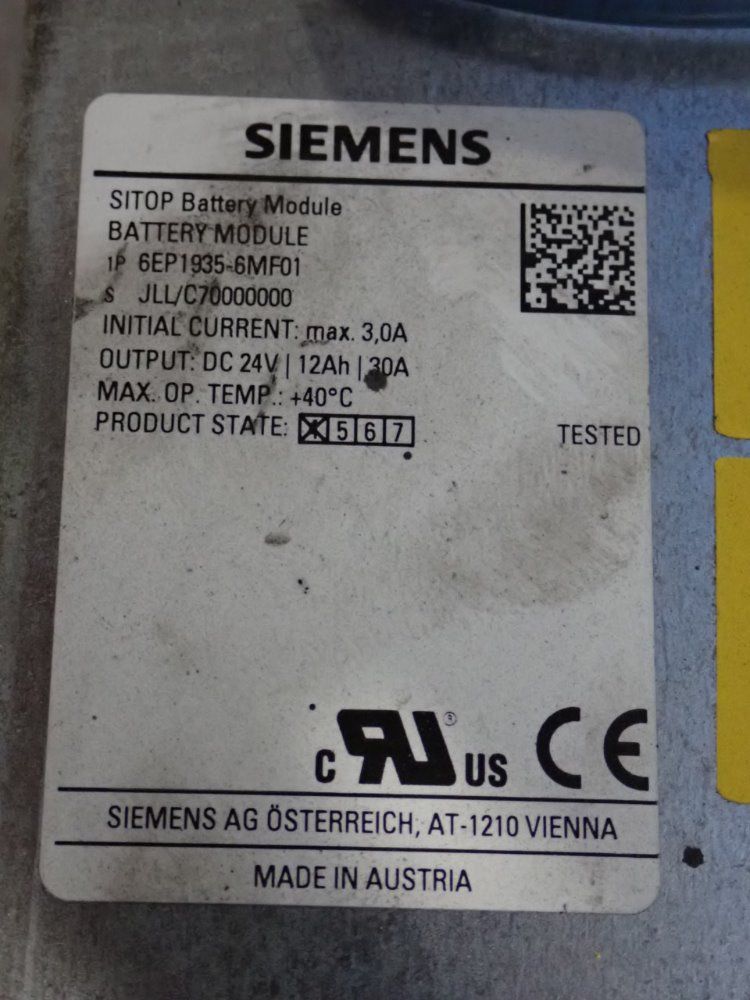 SIEMENS
SITOP Battery Module
BATTERY MODULE
1P 6EP1935-6MF01
S JLL/C70000000
INITIAL CURRENT: max. 3,0A
OUTPUT: DC 24V | 12Ah | 30A
MAX. OP. TEMP.: +40°C
PRODUCT STATE: 5 6 7
TESTED
c RU ® US CE
SIEMENS AG ÖSTERREICH, AT-1210 VIENNA
MADE IN AUSTRIA